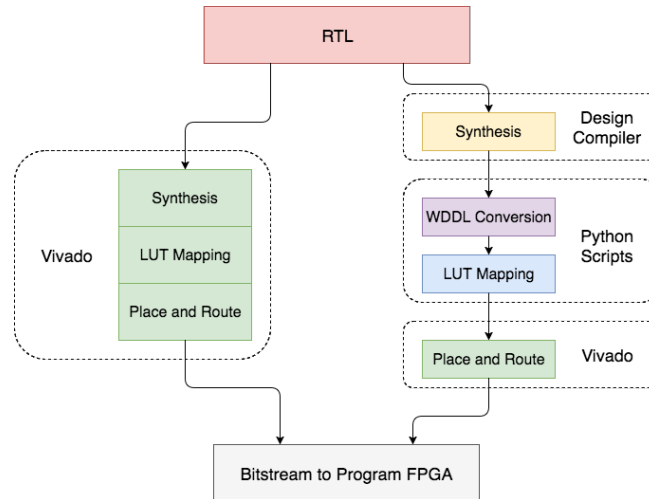 RTL
Vivado
Synthesis
LUT Mapping
Place and Route
Synthesis
Design
Compiler
WDDL Conversion
LUT Mapping
Python
Scripts
Place and Route
Vivado
Bitstream to Program FPGA